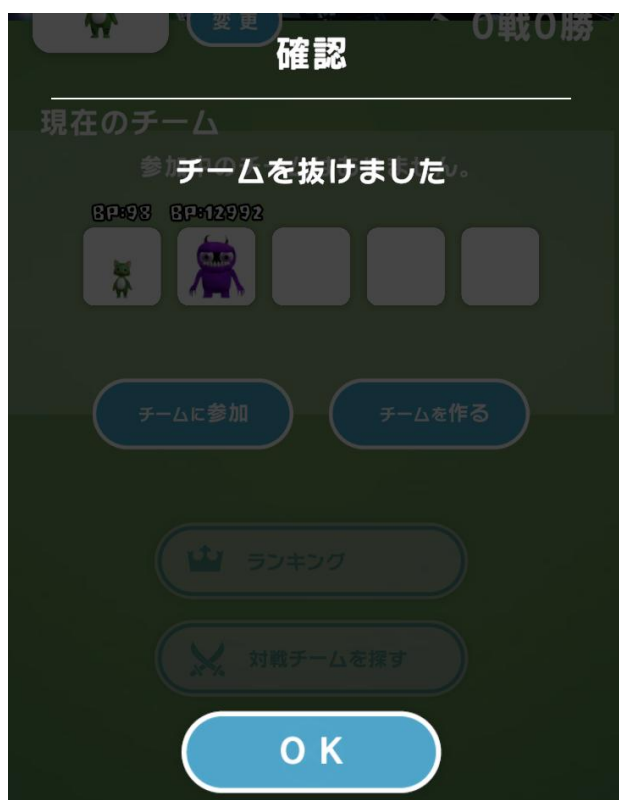 変更
0戦0勝
確認
現在のチーム
チームを抜けました
BP:98 BP:12992
チームに参加
チームを作る
ランキング
対戦チームを探す
OK